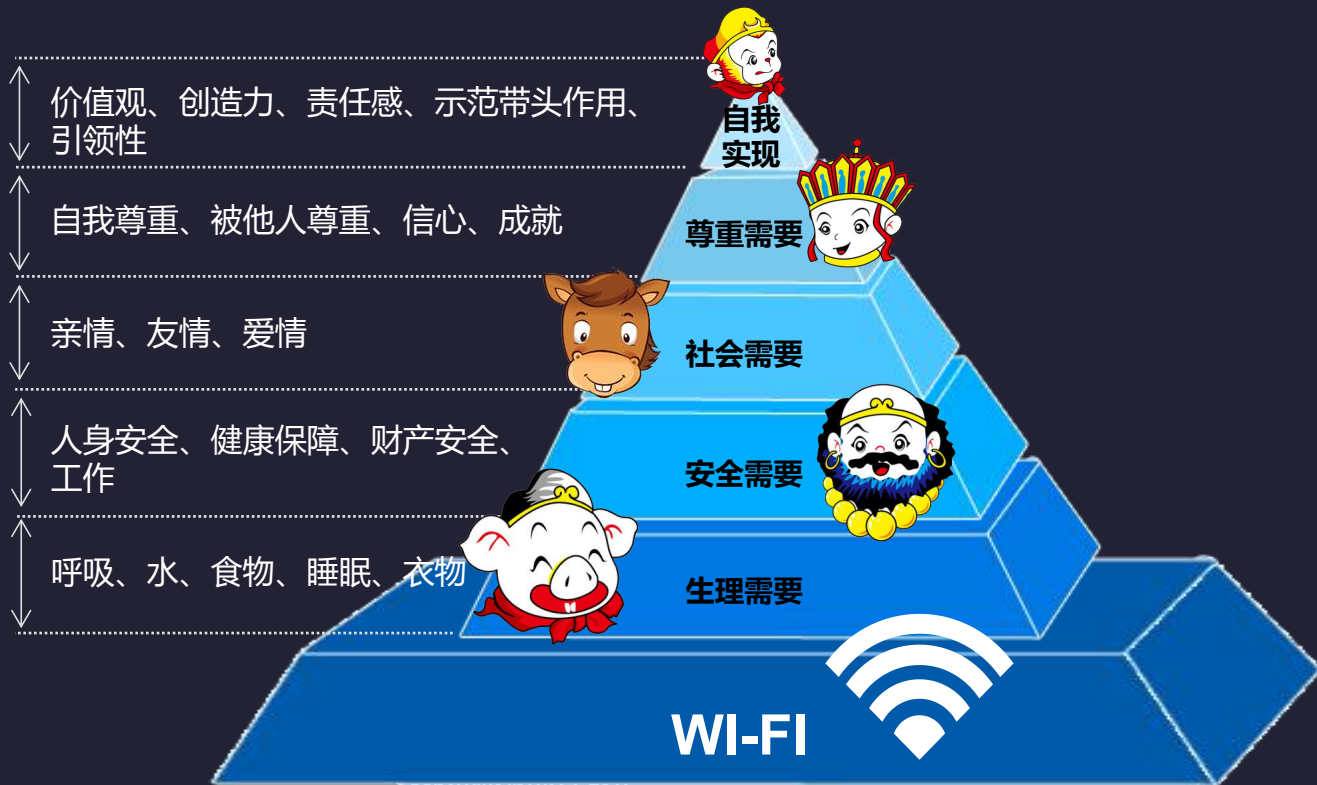 价值观、创造力、责任感、示范带头作用、
引领性
自我
实现
自我尊重、被他人尊重、信心、成就
尊重需要
亲情、友情、爱情
社会需要
人身安全、健康保障、财产安全、
工作
安全需要
呼吸、水、食物、睡眠、衣物
生理需要
WI-FI